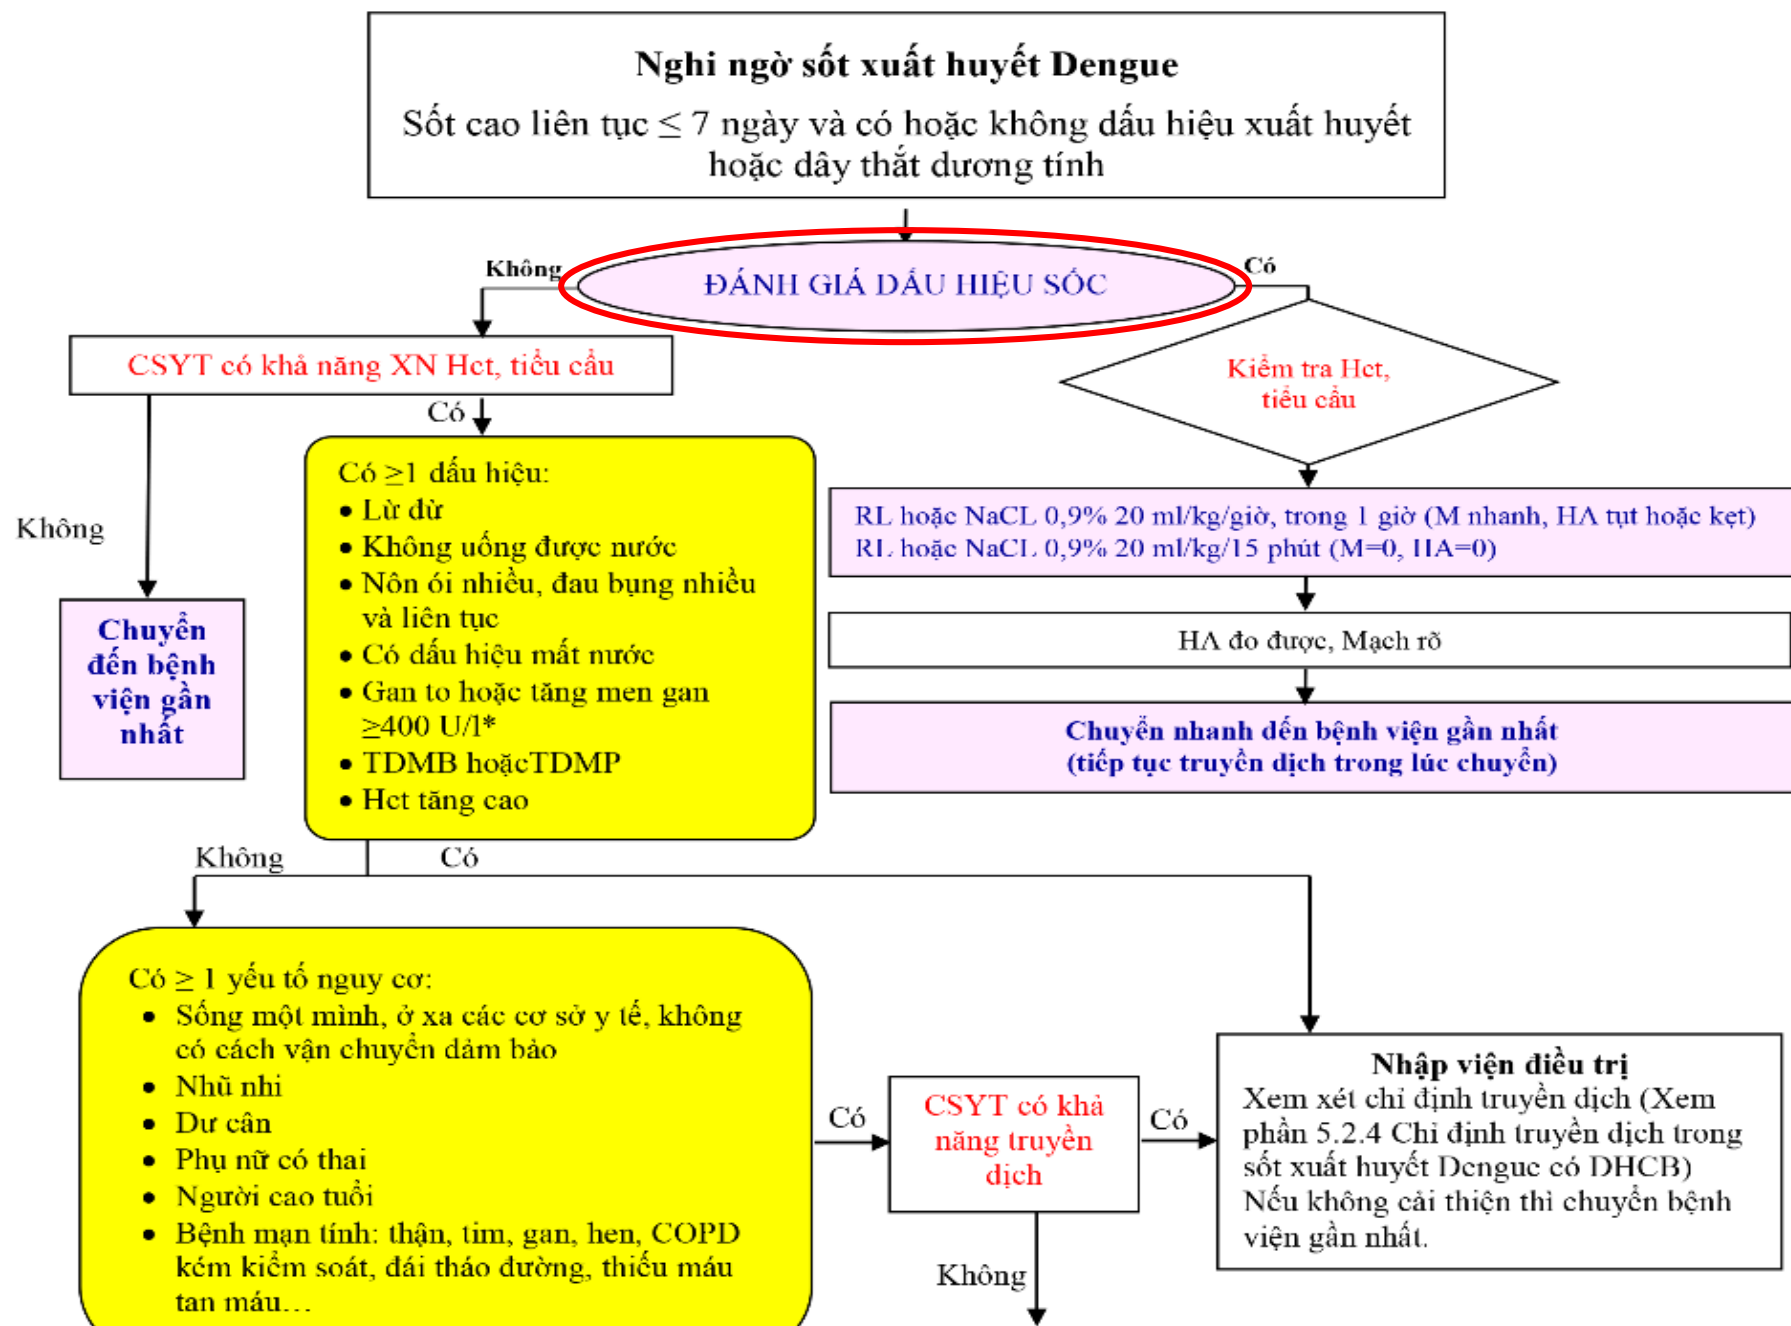 Nghi ngờ sốt xuất huyết Dengue
Sốt cao liên tục ≤ 7 ngày và có hoặc không dấu hiệu xuất huyết
hoặc dây thắt dương tính
Không
ĐÁNH GIÁ DẤU HIỆU SỐC
Có
CSYT có khả năng XN Hct, tiểu cầu
Kiểm tra Hct,
tiểu cầu
Có
Không
Có ≥1 dấu hiệu:
• Lừ đừ
• Không uống được nước
• Nôn ói nhiều, đau bụng nhiều
và liên tục
• Có dấu hiệu mất nước
• Gan to hoặc tăng men gan
≥400 U/l*
• TDMB hoặcTDMP
• Hct tăng cao
RL hoặc NaCL 0,9% 20 ml/kg/giờ, trong 1 giờ (M nhanh, HA tụt hoặc kẹt)
RL hoặc NaCL 0,9% 20 ml/kg/15 phút (M=0, HA=0)
Chuyển
đến bệnh
viện gần
nhất
HA đo được, Mạch rõ
Chuyển nhanh đến bệnh viện gần nhất
(tiếp tục truyền dịch trong lúc chuyển)
Không
Có
Có ≥ 1 yếu tố nguy cơ:
• Sống một mình, ở xa các cơ sở y tế, không
có cách vận chuyển đảm bảo
• Nhũ nhi
• Dư cân
• Phụ nữ có thai
• Người cao tuổi
• Bệnh mạn tính: thận, tim, gan, hen, COPD
kém kiểm soát, đái tháo đường, thiếu máu
tan máu…
Có
CSYT có khả
năng truyền
dịch
Có
Không
Nhập viện điều trị
Xem xét chỉ định truyền dịch (Xem
phần 5.2.4 Chỉ định truyền dịch trong
sốt xuất huyết Dengue có DHCB)
Nếu không cải thiện thì chuyển bệnh
viện gần nhất.